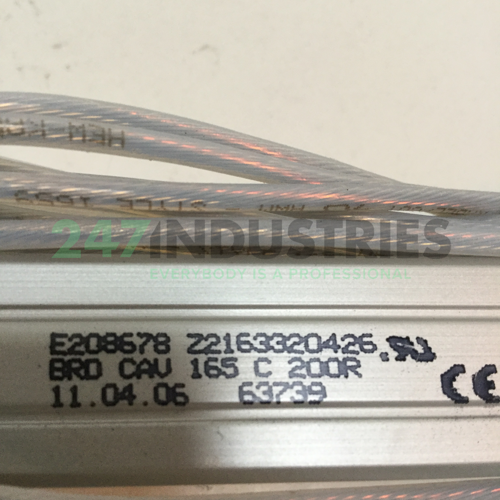 247INDUSTRIES
EVERYBODY IS A PROFESSIONAL
E208678 Z2163320426
BRD CAV 165 C 200R
11.04.06 63739
CE